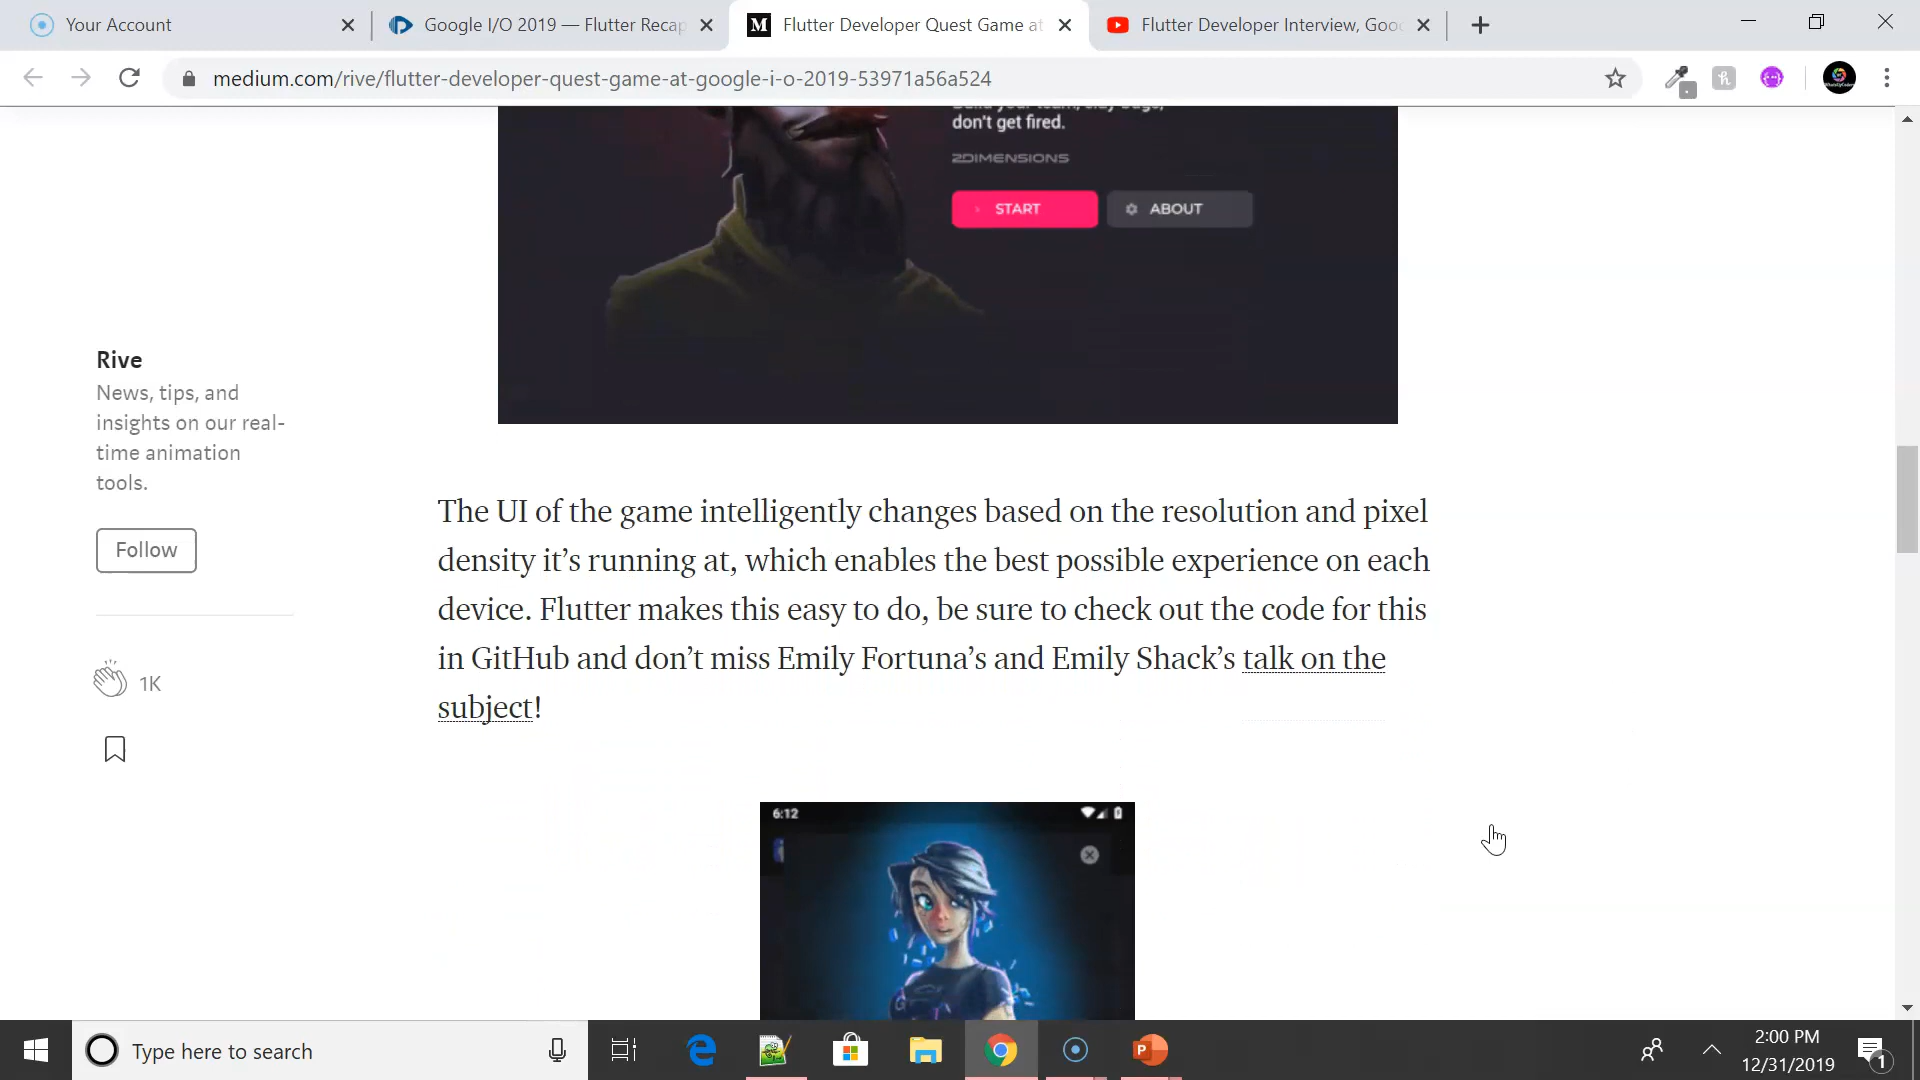 Your Account
Google I/O 2019 — Flutter Recap
M Flutter Developer Quest Game at
Flutter Developer Interview, Goo
medium.com/rive/flutter-developer-quest-game-at-google-i-o-2019-53971a56a524
don't get fired.
2DIMENSIONS
START
ABOUT
Rive
News, tips, and
insights on our real-
time animation
tools.
Follow
1K
The UI of the game intelligently changes based on the resolution and pixel
density it’s running at, which enables the best possible experience on each
device. Flutter makes this easy to do, be sure to check out the code for this
in GitHub and don’t miss Emily Fortuna’s and Emily Shack’s talk on the
subject!
6:12
Type here to search
2:00 PM
12/31/2019
1